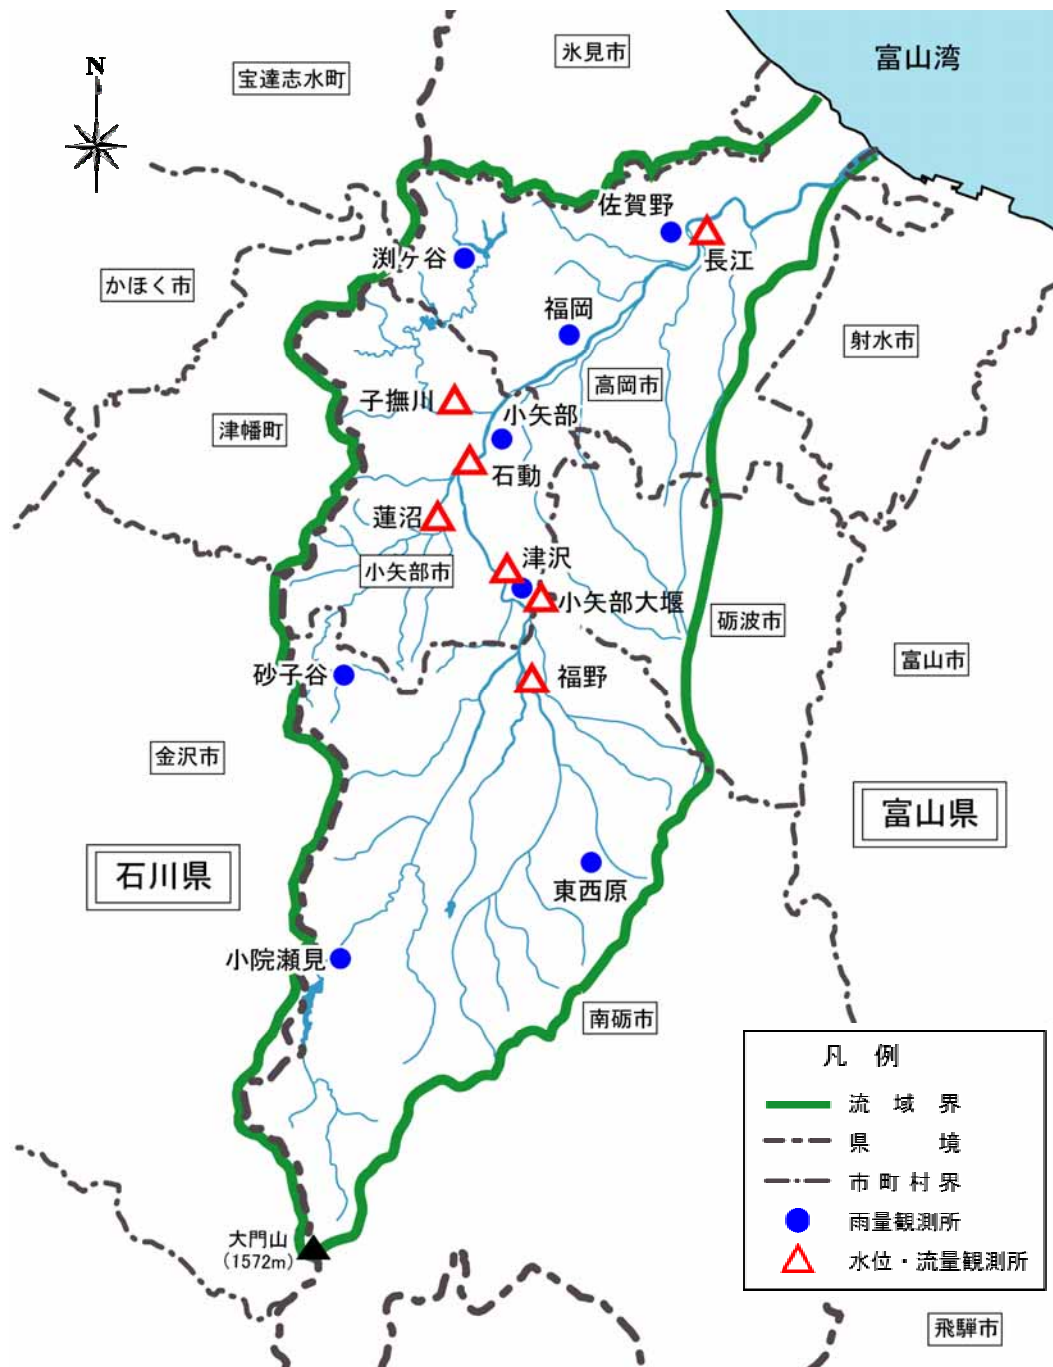 富山湾
氷見市
N
宝達志水町
佐賀野
長江
渕ヶ谷
かほく市
福岡
射水市
高岡市
子撫川
小矢部
津幡町
石動
蓮沼
津沢
小矢部市
小矢部大堰
砺波市
富山市
砂子谷
福野
金沢市
富山県
石川県
東西原
小院瀬見
南砺市
凡 例
流 域 界
県 境
市 町 村 界
雨量観測所
水位・流量観測所
大門山
(1572m)
飛騨市